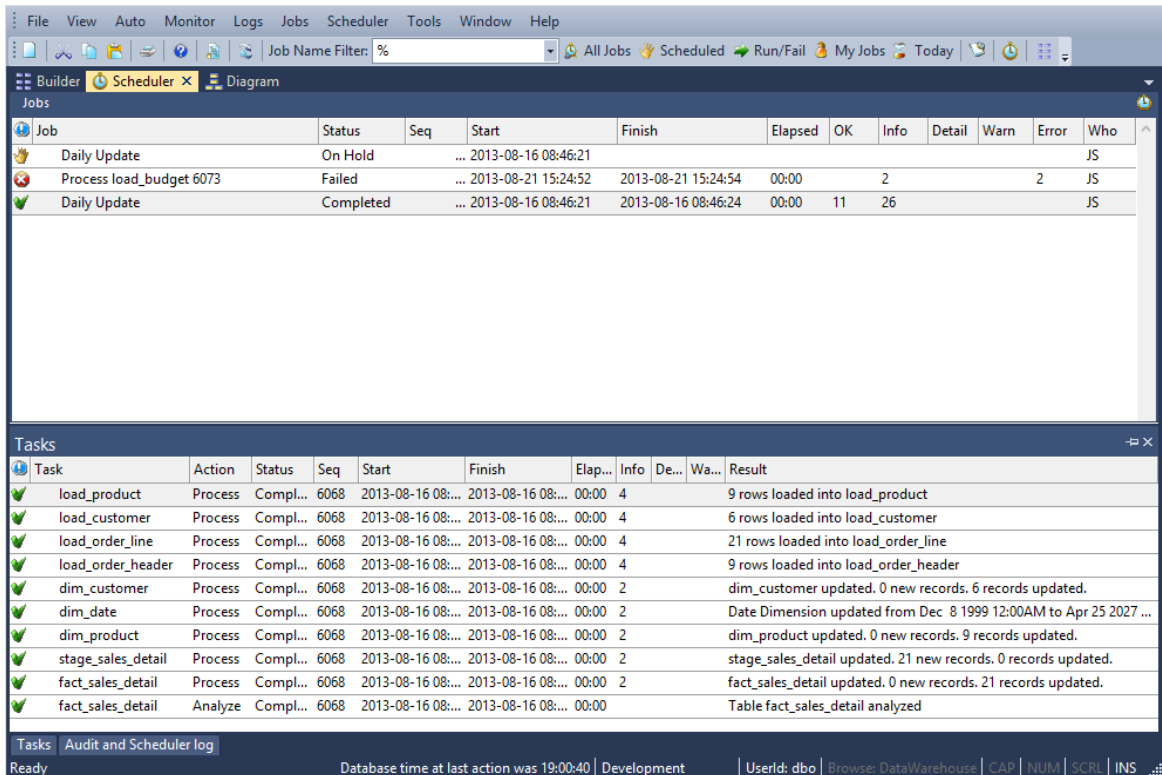 File View Auto Monitor Logs Jobs Scheduler Tools Window Help
Job Name Filter: % All Jobs Scheduled Run/Fail My Jobs Today
Builder Scheduler Diagram
Jobs
Job Status Seq Start Finish Elapsed OK Info Detail Warn Error Who
Daily Update On Hold ... 2013-08-16 08:46:21 JS
Process load_budget 6073 Failed ... 2013-08-21 15:24:52 2013-08-21 15:24:54 00:00 2 2 JS
Daily Update Completed ... 2013-08-16 08:46:21 2013-08-16 08:46:24 00:00 11 26 JS
Tasks
Task Action Status Seq Start Finish Elap... Info De... Wa... Result
load_product Process Compl... 6068 2013-08-16 08:... 2013-08-16 08:... 00:00 4 9 rows loaded into load_product
load_customer Process Compl... 6068 2013-08-16 08:... 2013-08-16 08:... 00:00 4 6 rows loaded into load_customer
load_order_line Process Compl... 6068 2013-08-16 08:... 2013-08-16 08:... 00:00 4 21 rows loaded into load_order_line
load_order_header Process Compl... 6068 2013-08-16 08:... 2013-08-16 08:... 00:00 4 9 rows loaded into load_order_header
dim_customer Process Compl... 6068 2013-08-16 08:... 2013-08-16 08:... 00:00 2 dim_customer updated. 0 new records. 6 records updated.
dim_date Process Compl... 6068 2013-08-16 08:... 2013-08-16 08:... 00:00 2 Date Dimension updated from Dec 8 1999 12:00AM to Apr 25 2027 ...
dim_product Process Compl... 6068 2013-08-16 08:... 2013-08-16 08:... 00:00 2 dim_product updated. 0 new records. 9 records updated.
stage_sales_detail Process Compl... 6068 2013-08-16 08:... 2013-08-16 08:... 00:00 2 stage_sales_detail updated. 21 new records. 0 records updated.
fact_sales_detail Process Compl... 6068 2013-08-16 08:... 2013-08-16 08:... 00:00 2 fact_sales_detail updated. 0 new records. 21 records updated.
fact_sales_detail Analyze Compl... 6068 2013-08-16 08:... 2013-08-16 08:... 00:00 Table fact_sales_detail analyzed
Tasks Audit and Scheduler log
Ready Database time at last action was 19:00:40 Development UserId: dbo Browse: DataWarehouse CAP NUM SCRL INS